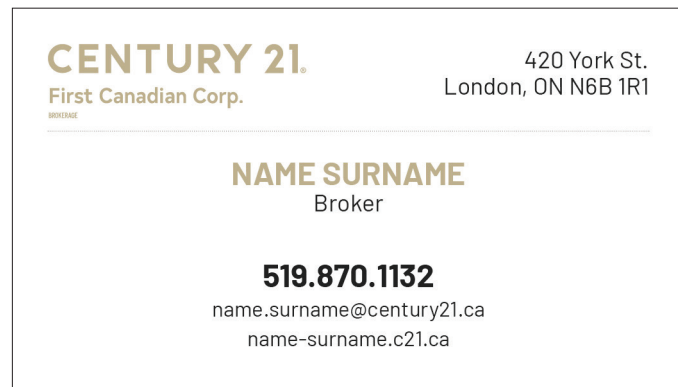 CENTURY 21®
First Canadian Corp.
BROKERAGE
420 York St.
London, ON N6B 1R1
NAME SURNAME
Broker
519.870.1132
name.surname@century21.ca
name-surname.c21.ca